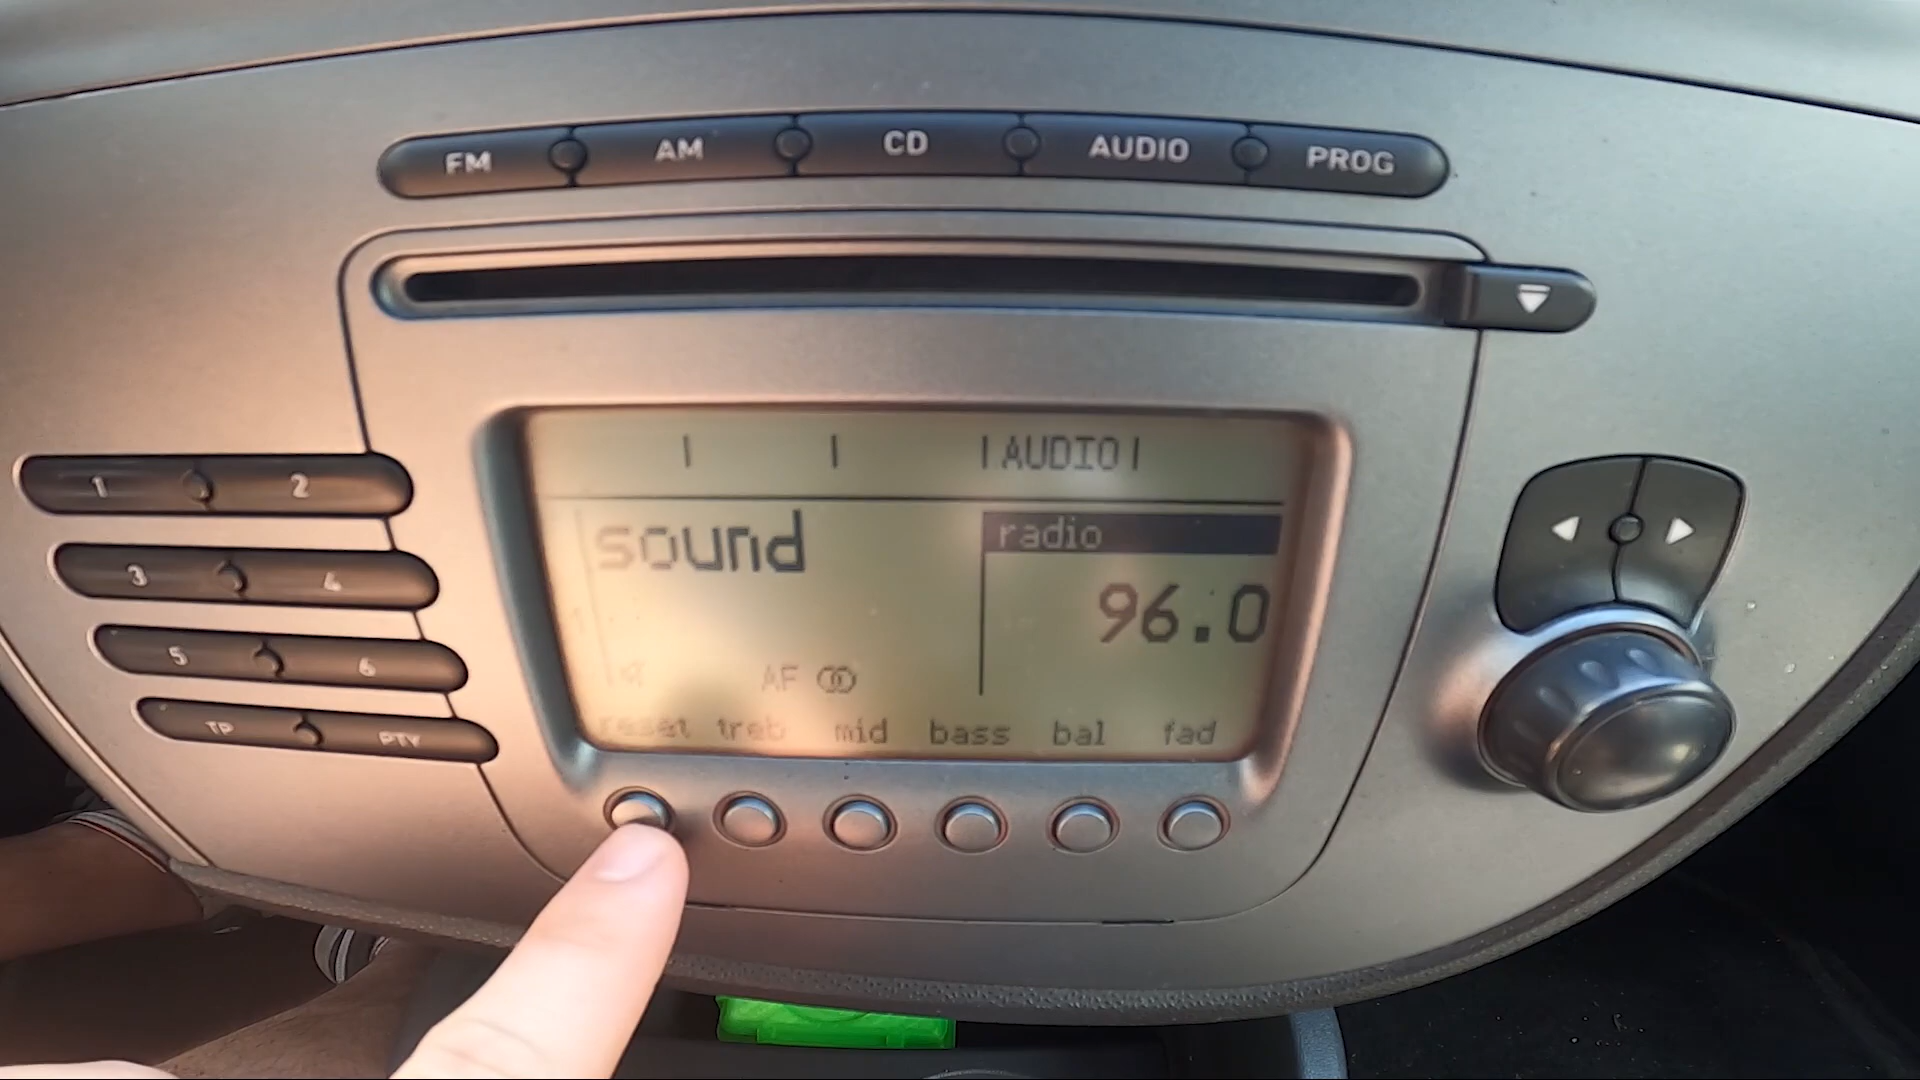 FM AM CD AUDIO PROG
AUDIO
1 2
sound radio
3 4
96.0
5 6
AF
TP PTY
reset treb mid bass bal fad